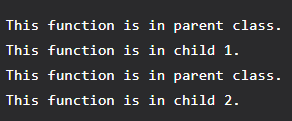 This function is in parent class.
This function is in child 1.
This function is in parent class.
This function is in child 2.